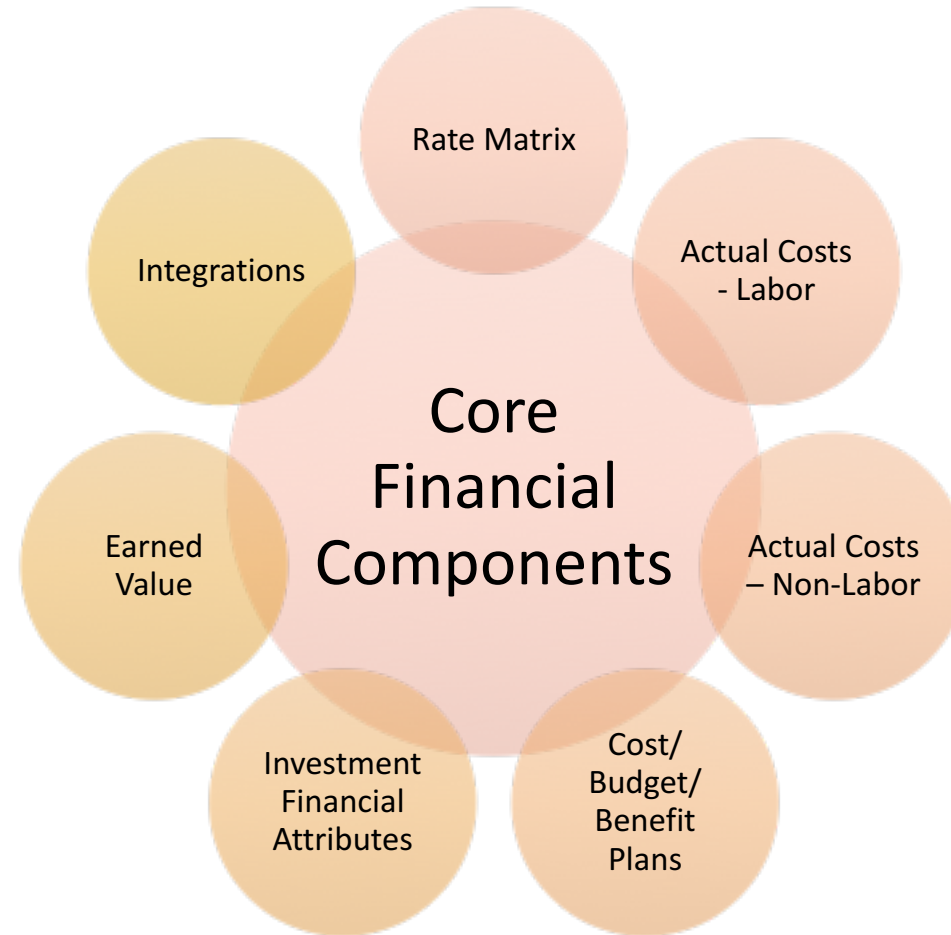 Rate Matrix
Actual Costs
- Labor
Actual Costs
– Non-Labor
Cost/
Budget/
Benefit
Plans
Investment
Financial
Attributes
Earned
Value
Integrations
Core
Financial
Components